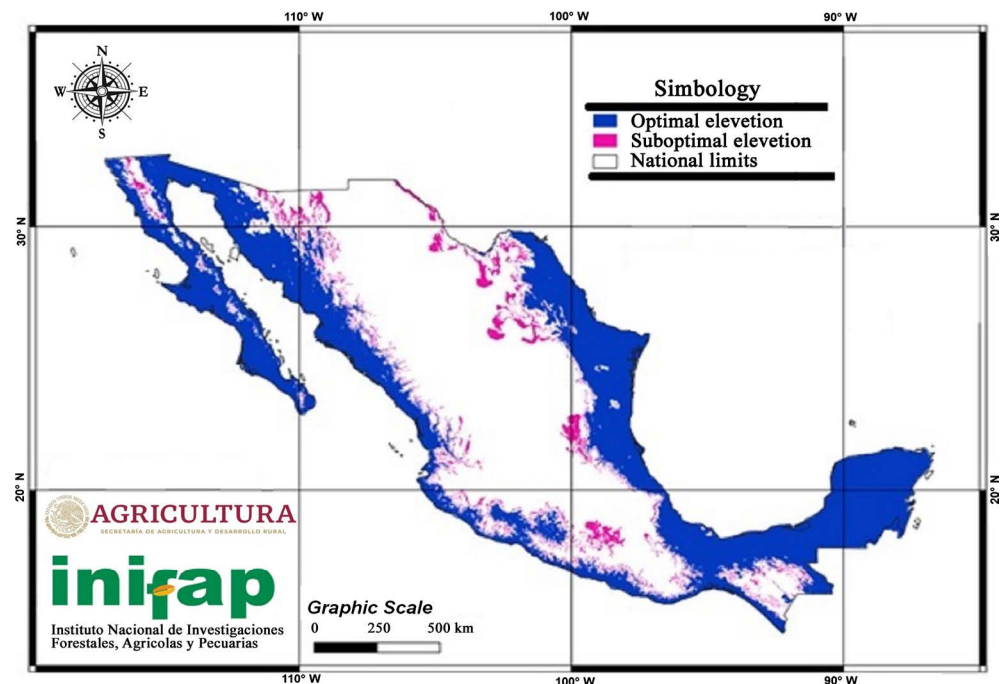 110° W
100° W
90° W
N
W
E
S
Simbology
Optimal elevetion
Suboptimal elevetion
National limits
30° N
30° N
20° N
20° N
AGRICULTURA
SECRETARÍA DE AGRICULTURA Y DESARROLLO RURAL
inifap
Instituto Nacional de Investigaciones
Forestales, Agricolas y Pecuarias
Graphic Scale
0 250 500 km
110° W
100° W
90° W